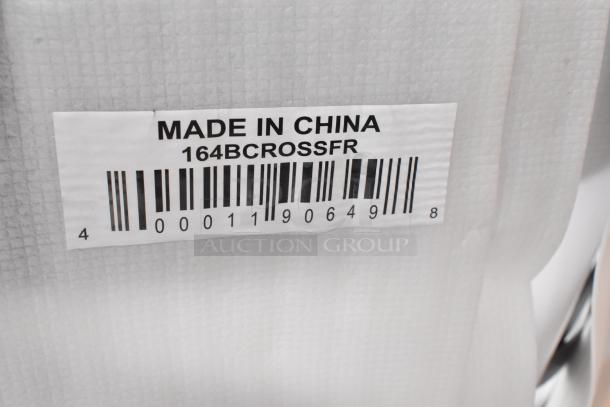 MADE IN CHINA
164BCROSSFR
4 00011 90649 8
AUCTION GROUP